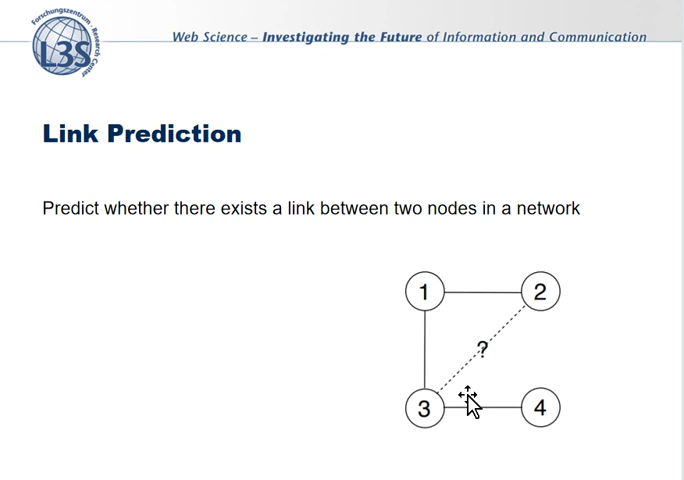 Forschungszentrum
L3S
Research Center
Web Science – Investigating the Future of Information and Communication
Link Prediction
Predict whether there exists a link between two nodes in a network
1
2
?
3
4